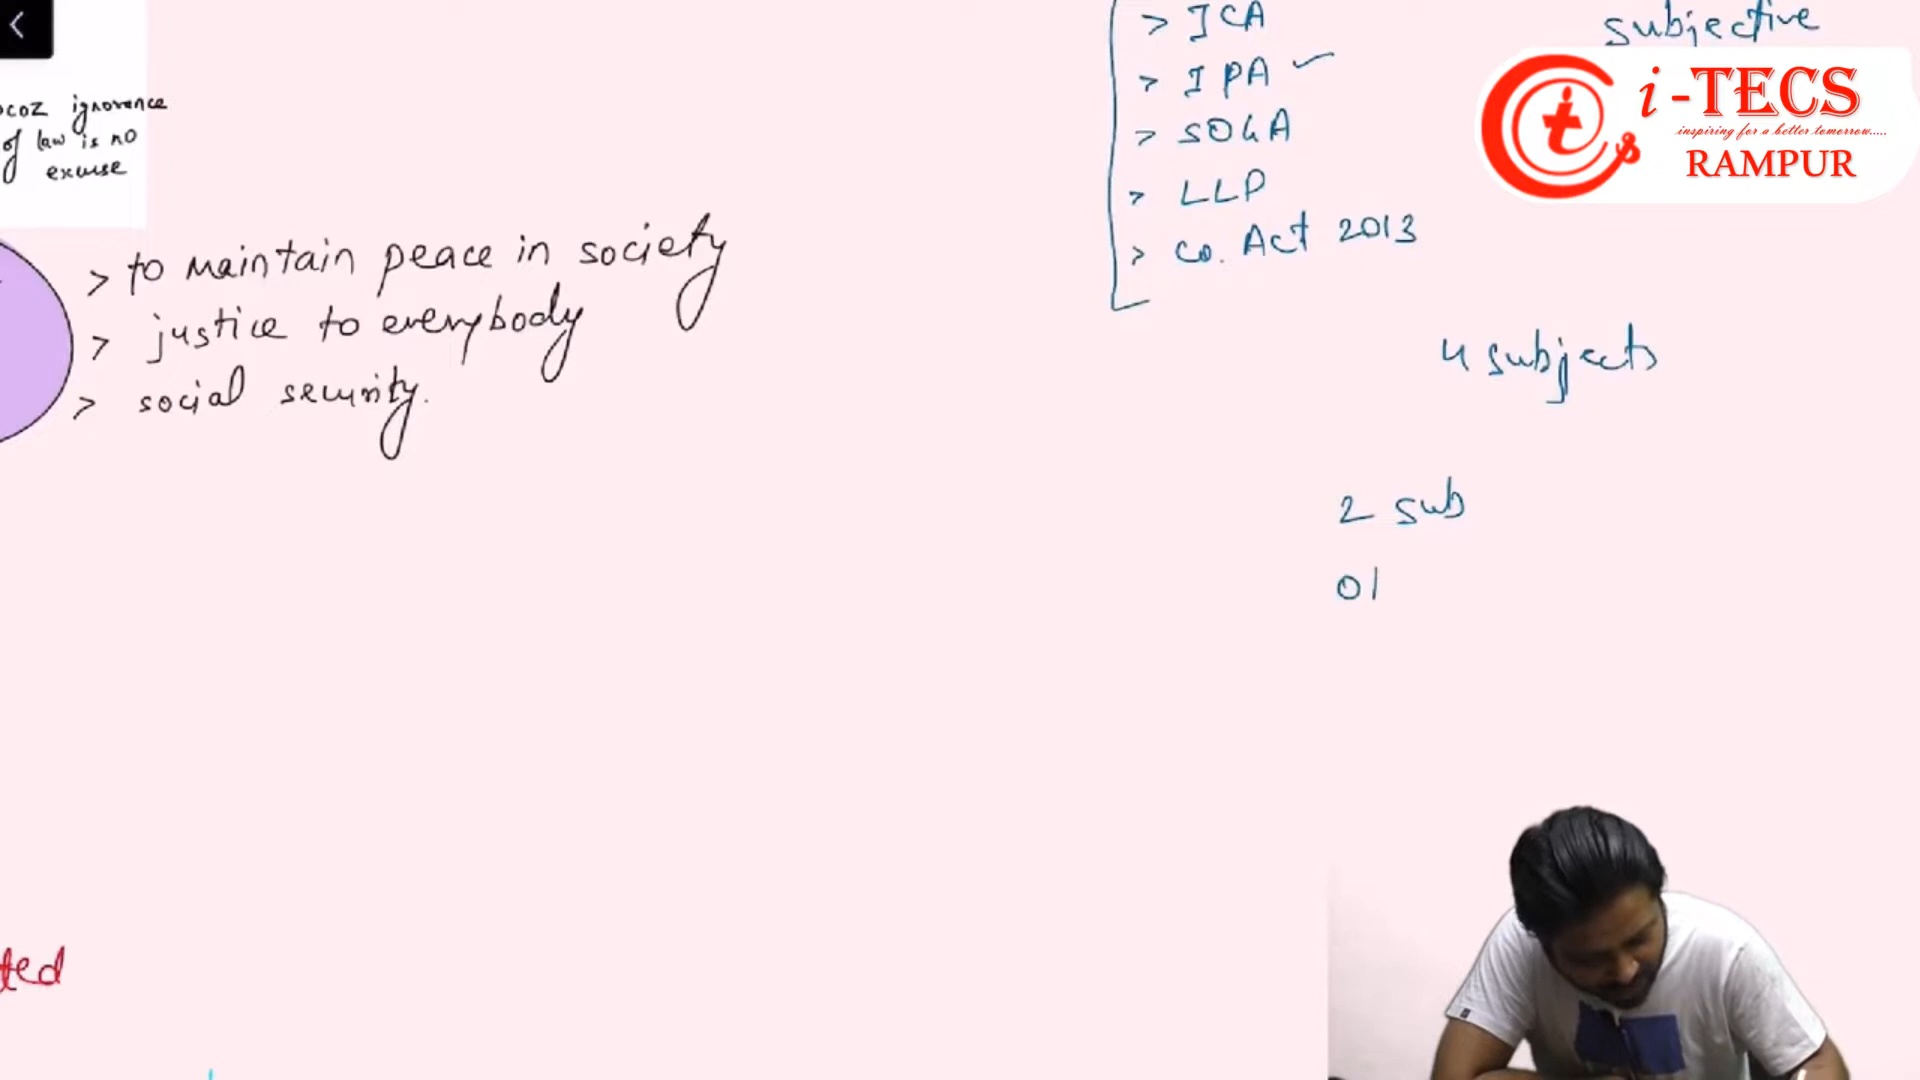 coz ignorance
of law is no
excuse
> to maintain peace in society
> justice to everybody
> social security.
> ICA
> IPA ✓
> SOGA
> LLP
> Co. Act 2013
subjective
i-TECS
inspiring for a better tomorrow.....
RAMPUR
4 subjects
2 sub
ted